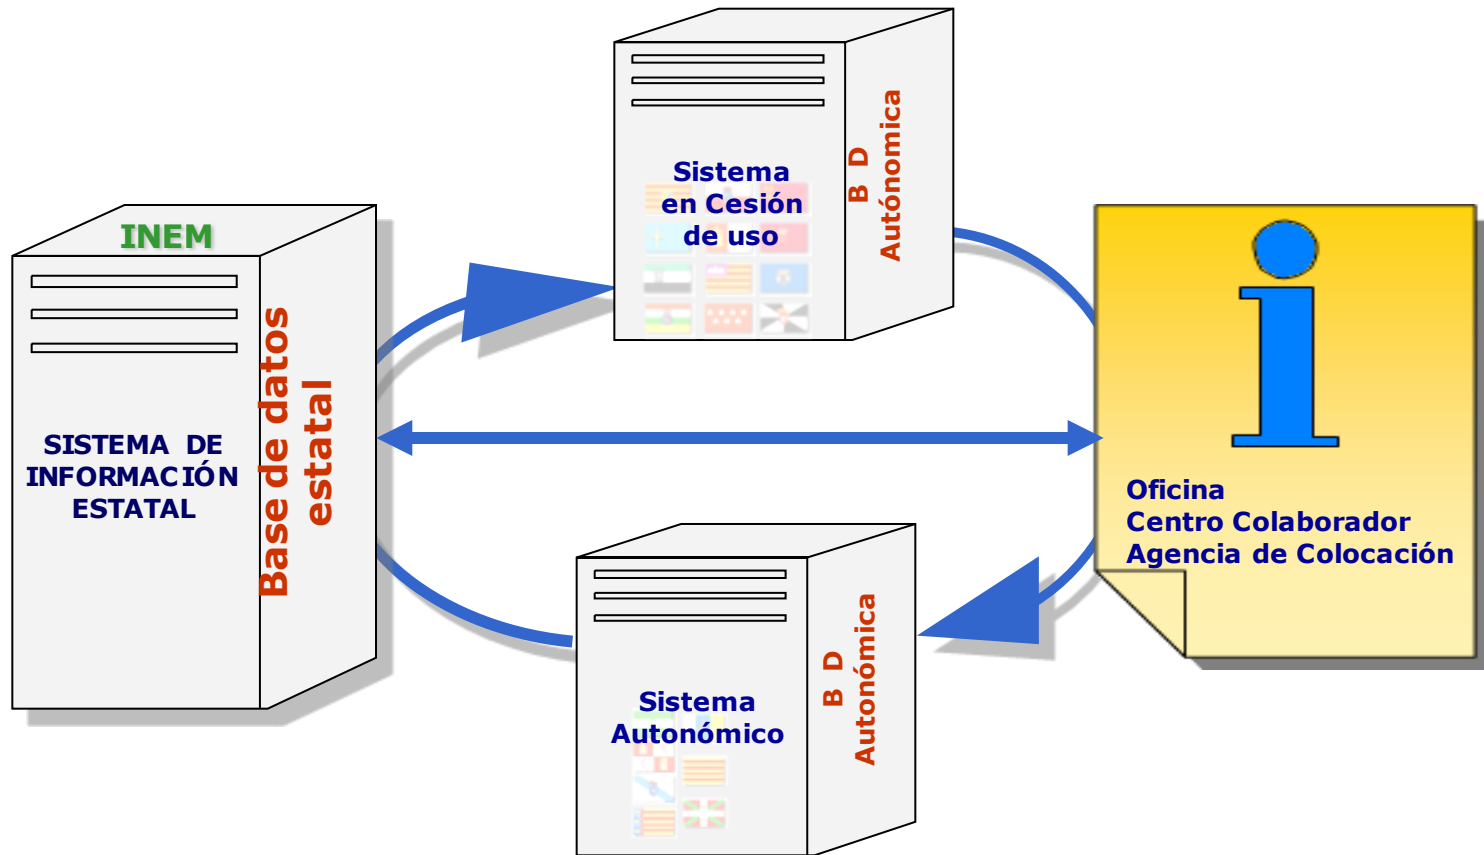 INEM
SISTEMA DE
INFORMACIÓN
ESTATAL
Base de datos
estatal
Sistema
en Cesión
de uso
B D
Autónomica
Oficina
Centro Colaborador
Agencia de Colocación
Sistema
Autonómico
B D
Autonómica